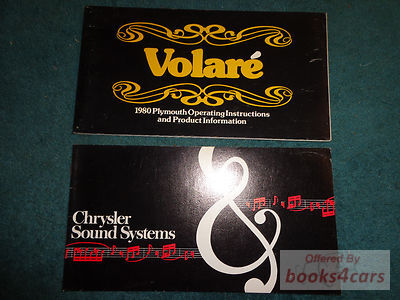 Volaré
1980 Plymouth Operating Instructions
and Product Information
Chrysler
Sound Systems
&
Offered By
books4cars